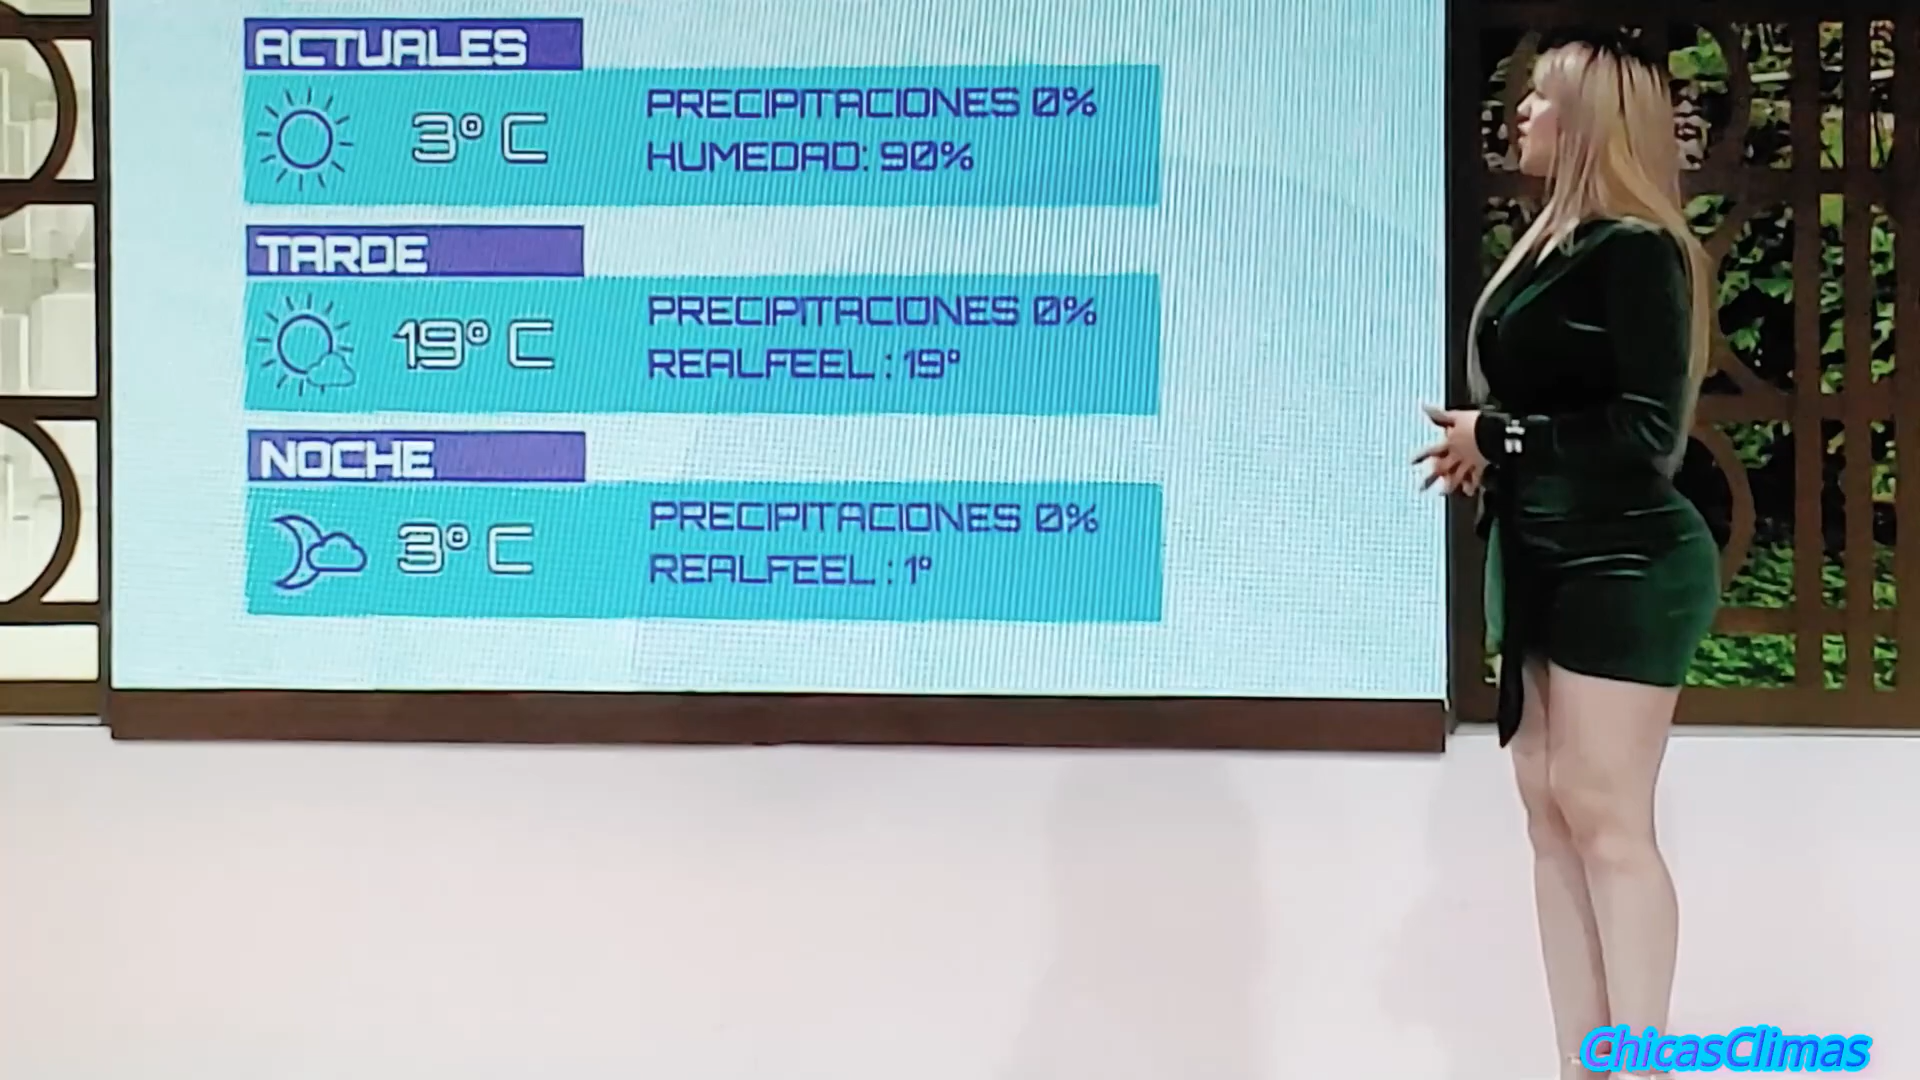 ACTUALES
3° C
PRECIPITACIONES 0%
HUMEDAD: 90%
TARDE
19° C
PRECIPITACIONES 0%
REALFEEL : 19°
NOCHE
3° C
PRECIPITACIONES 0%
REALFEEL : 1°
ChicasClimas